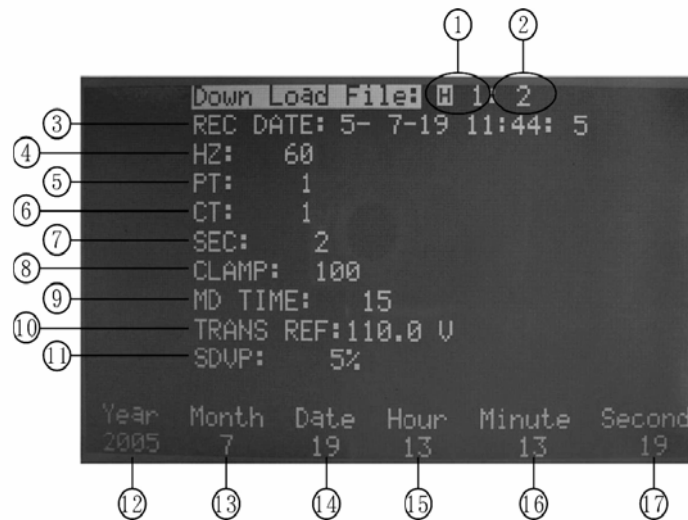 ① ②
Down Load File: H 1: 2
③ REC DATE: 5- 7-19 11:44: 5
④ HZ: 60
⑤ PT: 1
⑥ CT: 1
⑦ SEC: 2
⑧ CLAMP: 100
⑨ MD TIME: 15
⑩ TRANS REF:110.0 V
⑪ SDVP: 5%
Year Month Date Hour Minute Second
2005 7 19 13 13 19
⑫ ⑬ ⑭ ⑮ ⑯ ⑰